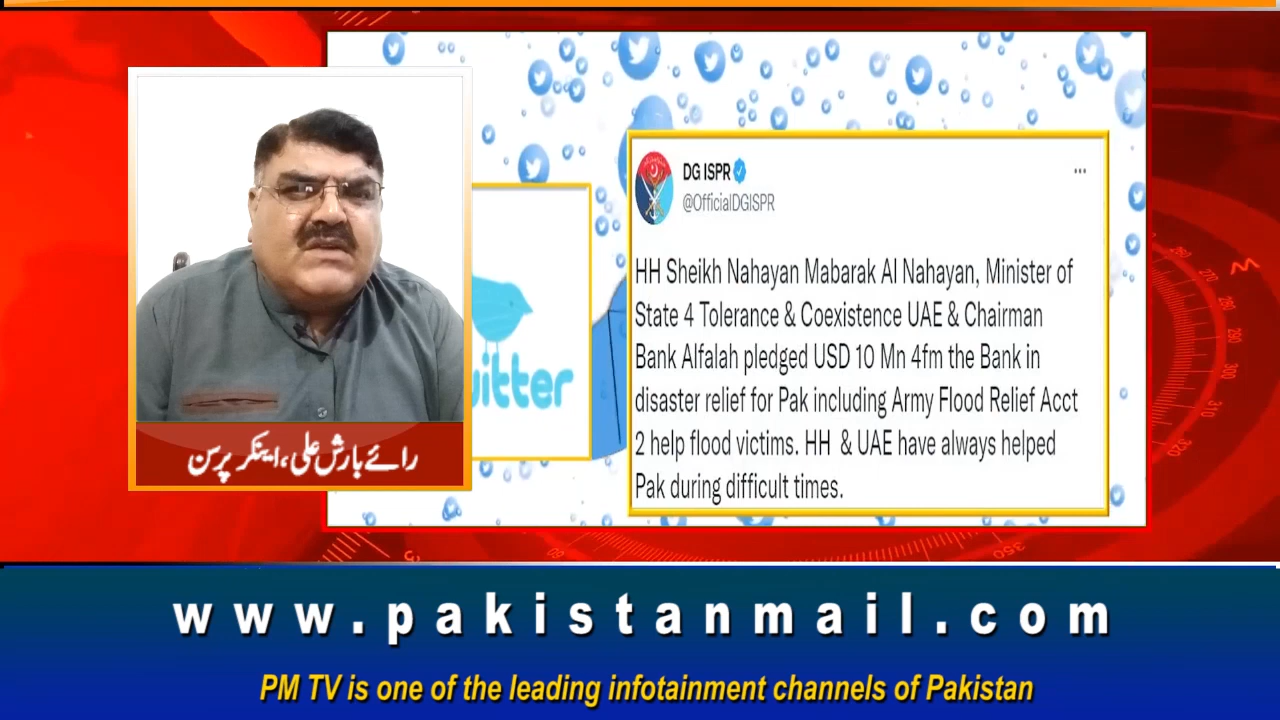 DG ISPR
@OfficialDGISPR
HH Sheikh Nahayan Mabarak Al Nahayan, Minister of
State 4 Tolerance & Coexistence UAE & Chairman
Bank Alfalah pledged USD 10 Mn 4fm the Bank in
disaster relief for Pak including Army Flood Relief Acct
2 help flood victims. HH & UAE have always helped
Pak during difficult times.
itter
رائے بارش علی، اینکر پرسن
www.pakistanmail.com
PM TV is one of the leading infotainment channels of Pakistan